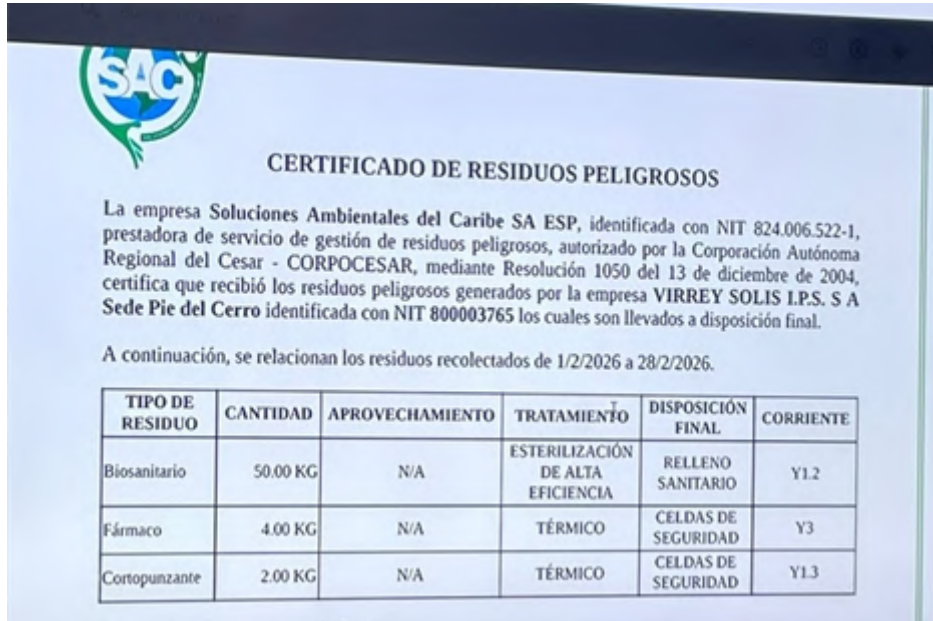 SAC
CERTIFICADO DE RESIDUOS PELIGROSOS
La empresa Soluciones Ambientales del Caribe SA ESP, identificada con NIT 824.006.522-1,
prestadora de servicio de gestión de residuos peligrosos, autorizado por la Corporación Autónoma
Regional del Cesar - CORPOCESAR, mediante Resolución 1050 del 13 de diciembre de 2004,
certifica que recibió los residuos peligrosos generados por la empresa VIRREY SOLIS I.P.S. S A
Sede Pie del Cerro identificada con NIT 800003765 los cuales son llevados a disposición final.
A continuación, se relacionan los residuos recolectados de 1/2/2026 a 28/2/2026.
TIPO DE RESIDUO CANTIDAD APROVECHAMIENTO TRATAMIENTO DISPOSICIÓN FINAL CORRIENTE
Biosanitario 50.00 KG N/A ESTERILIZACIÓN DE ALTA EFICIENCIA RELLENO SANITARIO Y1.2
Fármaco 4.00 KG N/A TÉRMICO CELDAS DE SEGURIDAD Y3
Cortopunzante 2.00 KG N/A TÉRMICO CELDAS DE SEGURIDAD Y1.3